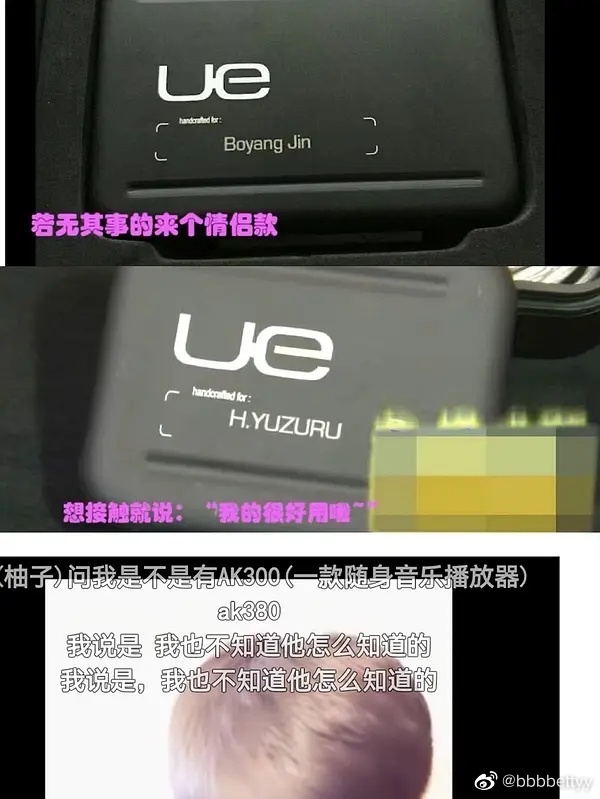 ue
handcrafted for :
Boyang Jin
若无其事的来个情侣款
ue
handcrafted for :
H.YUZURU
想接触就说：“我的很好用啦~”
(柚子)问我是不是有AK300(一款随身音乐播放器)
ak380
我说是 我也不知道他怎么知道的
我说是，我也不知道他怎么知道的
@bbbbettyy